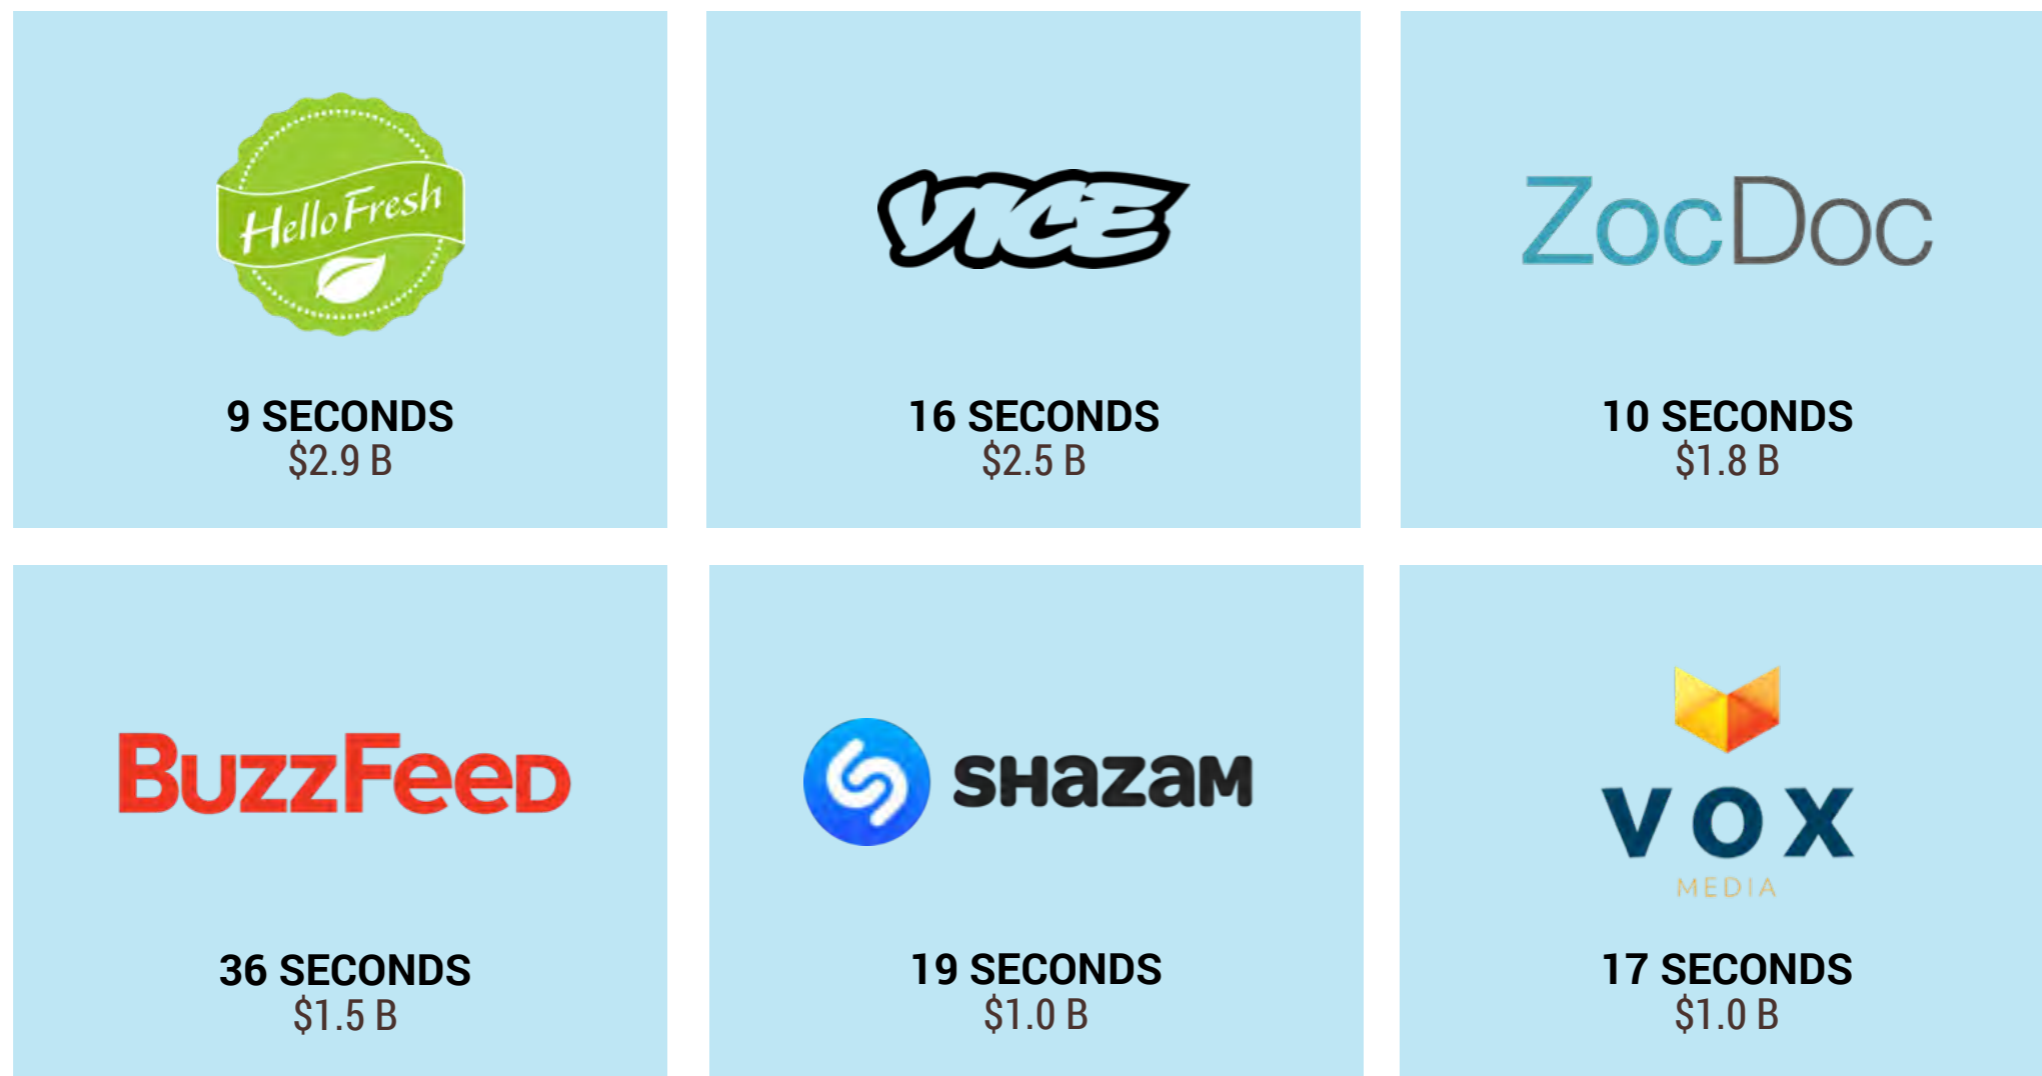 HelloFresh
9 SECONDS
$2.9 B
VICE
16 SECONDS
$2.5 B
ZocDoc
10 SECONDS
$1.8 B
BuzzFeeD
36 SECONDS
$1.5 B
SHazaM
19 SECONDS
$1.0 B
VOX
MEDIA
17 SECONDS
$1.0 B